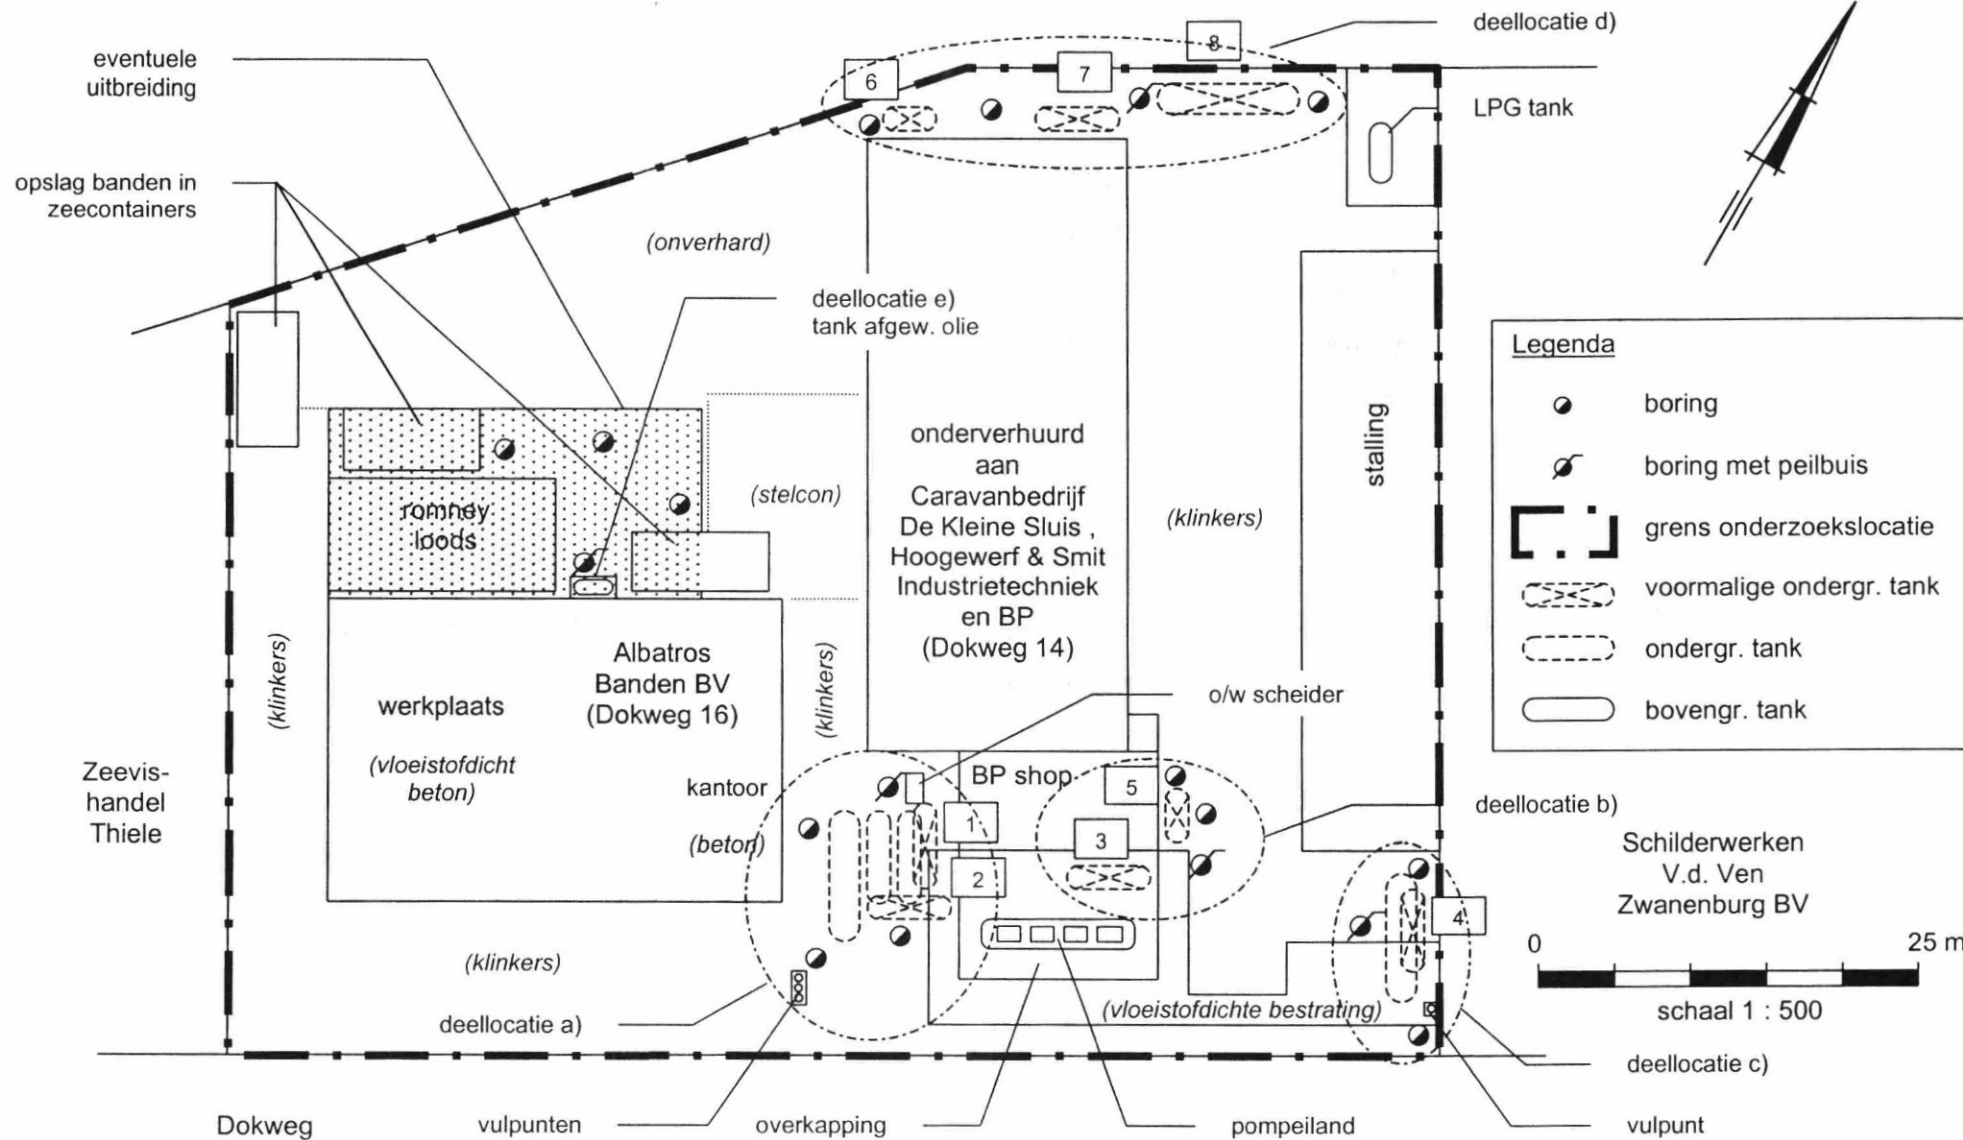 deellocatie d)
8
eventuele
uitbreiding
7
6
LPG tank
opslag banden in
zeecontainers
(onverhard)
deellocatie e)
tank afgew. olie
Legenda
boring
boring met peilbuis
grens onderzoekslocatie
voormalige ondergr. tank
ondergr. tank
bovengr. tank
stalling
onderverhuurd
aan
Caravanbedrijf
De Kleine Sluis ,
Hoogewerf & Smit
Industrietechniek
en BP
(Dokweg 14)
(stelcon)
(klinkers)
romney
loods
(klinkers)
(klinkers)
Albatros
Banden BV
(Dokweg 16)
werkplaats
(vloeistofdicht
beton)
kantoor
(beton)
o/w scheider
Zeevis-
handel
Thiele
BP shop
5
1
3
2
deellocatie b)
Schilderwerken
V.d. Ven
Zwanenburg BV
4
0
25 m
schaal 1 : 500
(klinkers)
(vloeistofdichte bestrating)
deellocatie a)
deellocatie c)
Dokweg
vulpunten
overkapping
pompeiland
vulpunt